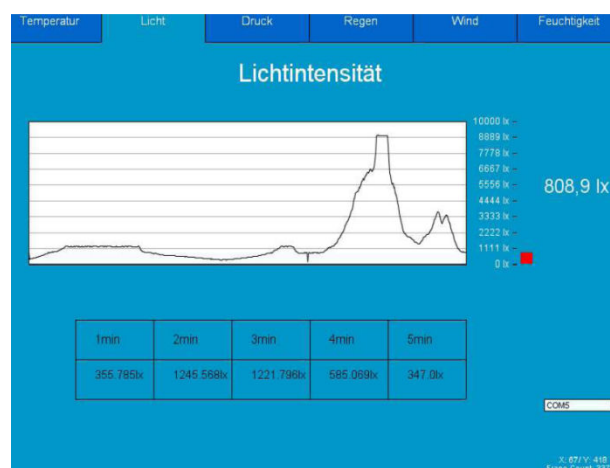 Temperatur Licht Druck Regen Wind Feuchtigkeit
Lichtintensität
10000 lx
8889 lx
7778 lx
6667 lx
5556 lx
4444 lx
3333 lx
2222 lx
1111 lx
0 lx
808,9 lx
1min 2min 3min 4min 5min
355.785lx 1245.568lx 1221.796lx 585.069lx 347.0lx
COM5
X: 67/ Y: 418